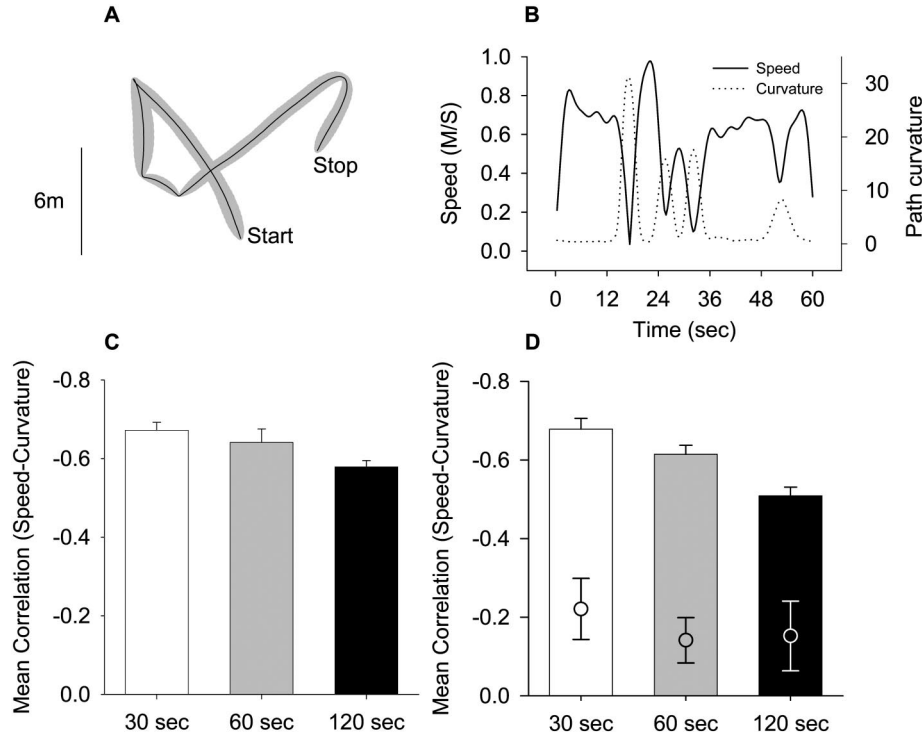 A
6m
Start
Stop
B
Speed (M/S)
1.0
0.8
0.6
0.4
0.2
0.0
Speed
Curvature
30
20
10
0
Path curvature
0 12 24 36 48 60
Time (sec)
C
Mean Correlation (Speed-Curvature)
-0.8
-0.6
-0.4
-0.2
0.0
30 sec 60 sec 120 sec
D
Mean Correlation (Speed-Curvature)
-0.8
-0.6
-0.4
-0.2
0.0
30 sec 60 sec 120 sec